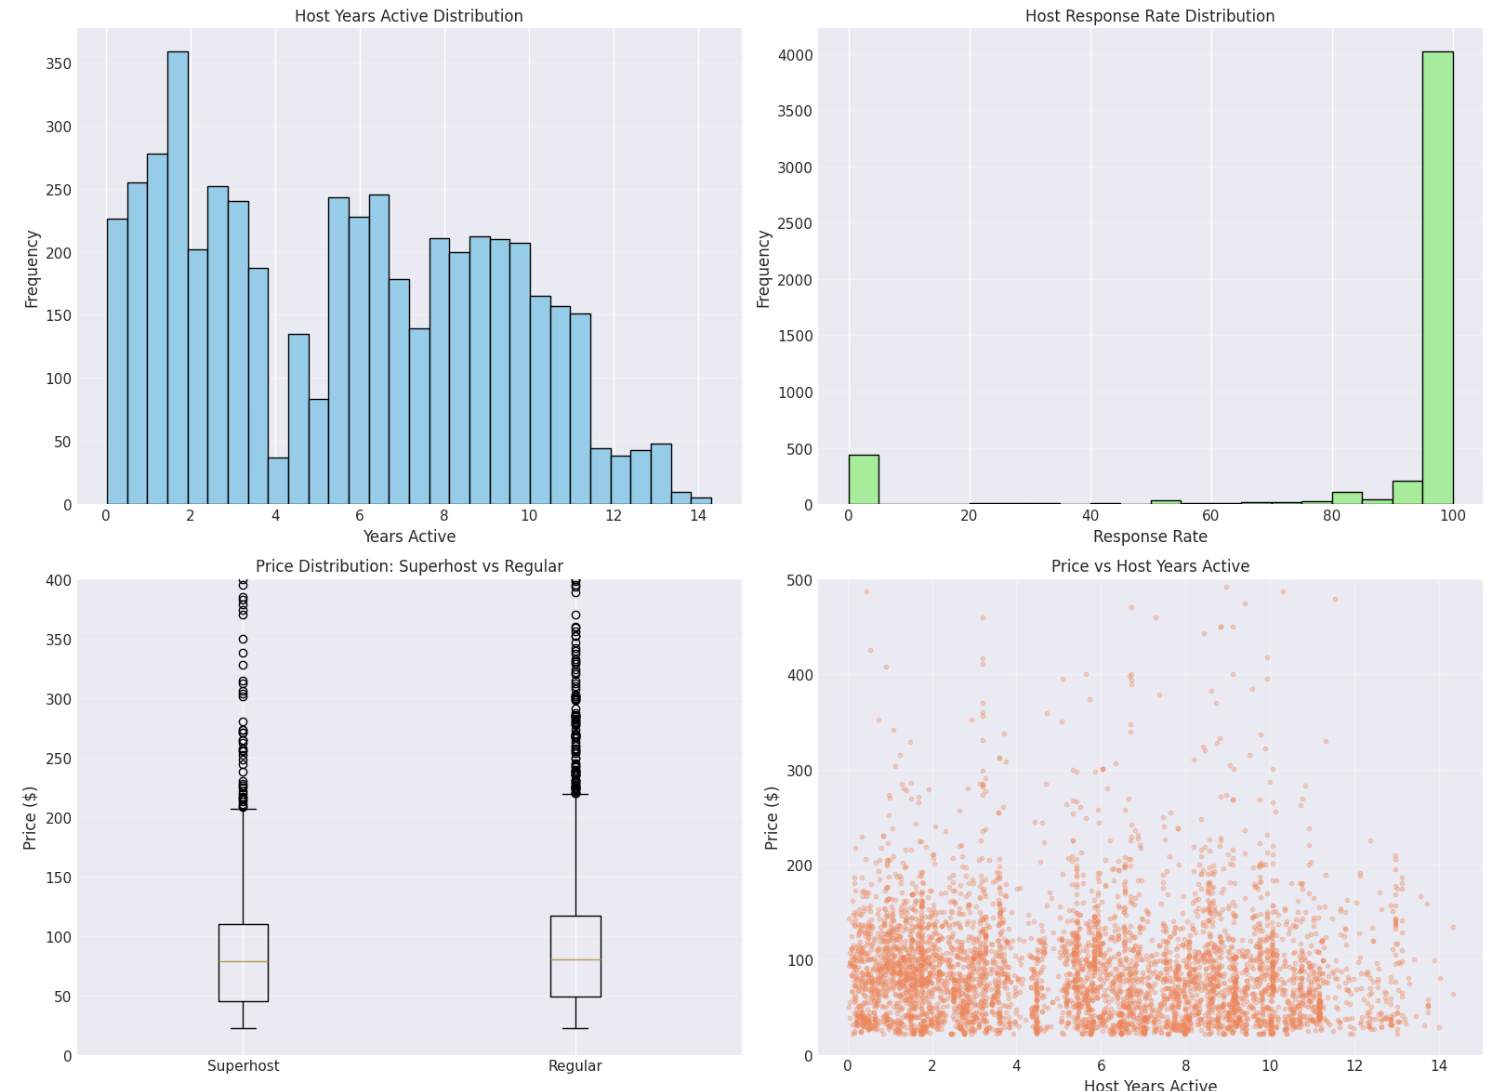 Host Years Active Distribution
Frequency
350
300
250
200
150
100
50
0
0 2 4 6 8 10 12 14
Years Active
Host Response Rate Distribution
Frequency
4000
3500
3000
2500
2000
1500
1000
500
0
0 20 40 60 80 100
Response Rate
Price Distribution: Superhost vs Regular
Price ($)
400
350
300
250
200
150
100
50
0
Superhost Regular
Price vs Host Years Active
Price ($)
500
400
300
200
100
0
0 2 4 6 8 10 12 14
Host Years Active